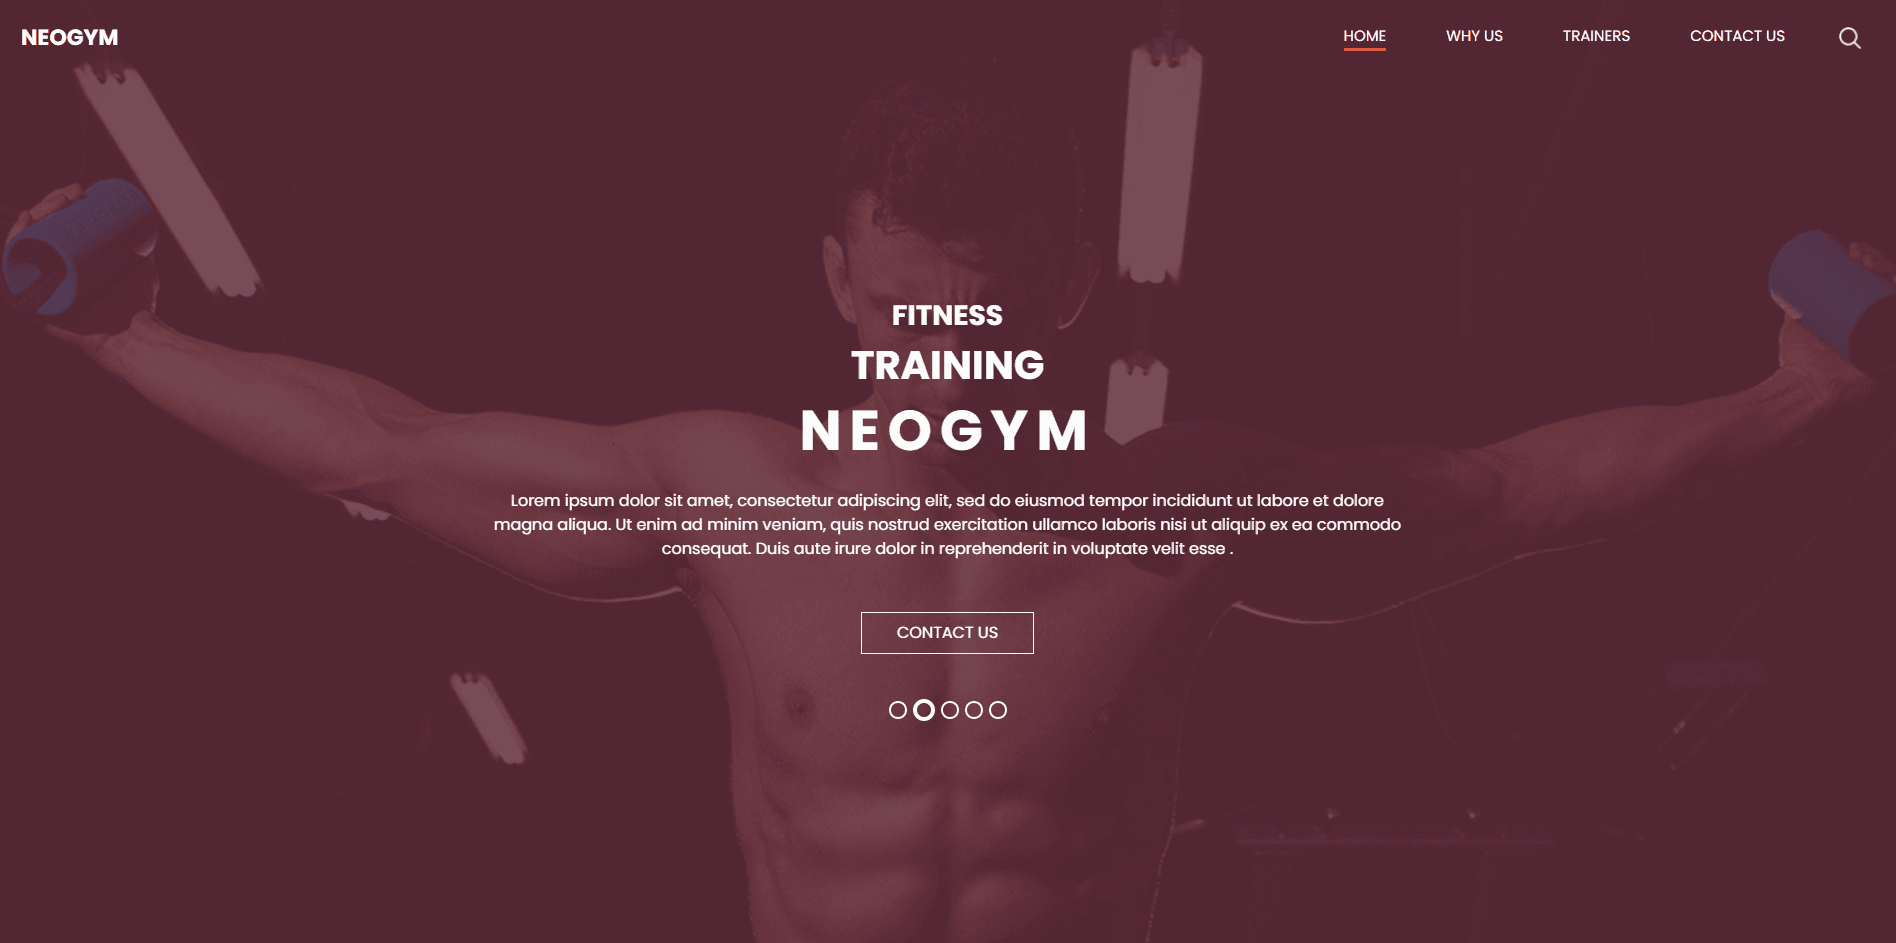 NEOGYM
HOME
WHY US
TRAINERS
CONTACT US
FITNESS
TRAINING
NEOGYM
Lorem ipsum dolor sit amet, consectetur adipiscing elit, sed do eiusmod tempor incididunt ut labore et dolore
magna aliqua. Ut enim ad minim veniam, quis nostrud exercitation ullamco laboris nisi ut aliquip ex ea commodo
consequat. Duis aute irure dolor in reprehenderit in voluptate velit esse .
CONTACT US